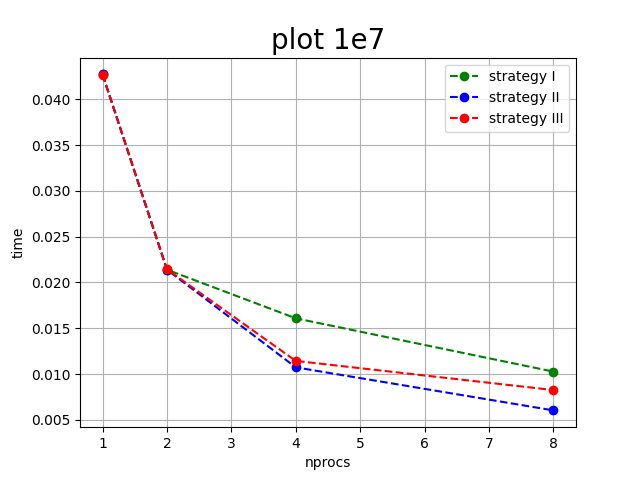 plot 1e7
strategy I
strategy II
strategy III
0.040
0.035
0.030
0.025
0.020
0.015
0.010
0.005
time
1 2 3 4 5 6 7 8
nprocs